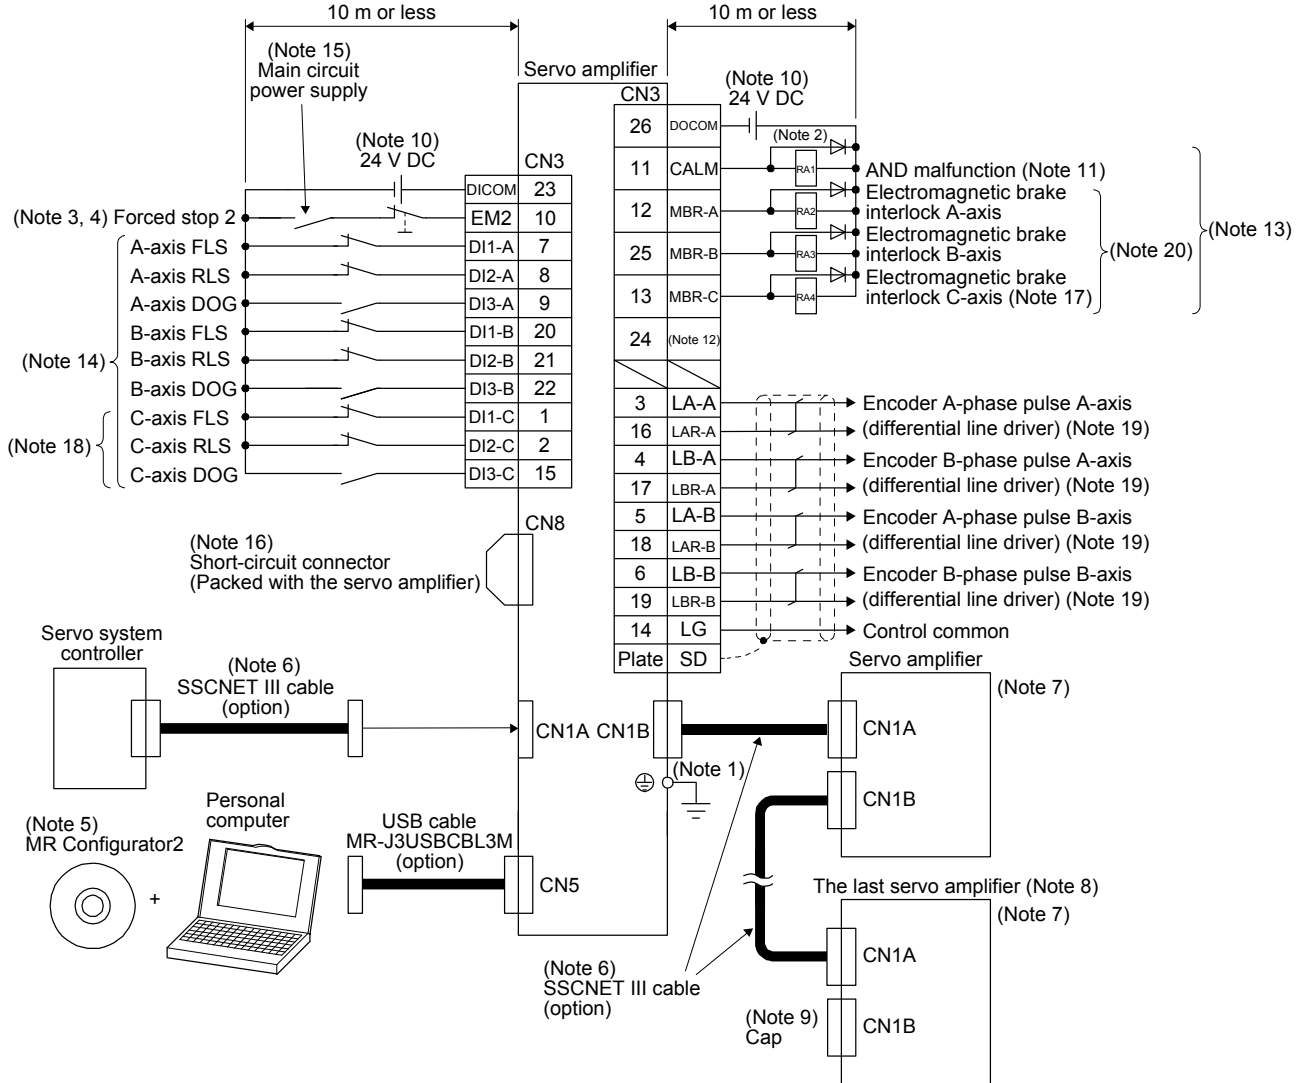 10 m or less
10 m or less
(Note 15)
Main circuit
power supply
Servo amplifier
(Note 10)
24 V DC
CN3
(Note 10)
24 V DC
CN3
DICOM 23
(Note 3, 4) Forced stop 2 EM2 10
A-axis FLS DI1-A 7
A-axis RLS DI2-A 8
A-axis DOG DI3-A 9
B-axis FLS DI1-B 20
(Note 14) B-axis RLS DI2-B 21
B-axis DOG DI3-B 22
C-axis FLS DI1-C 1
(Note 18) C-axis RLS DI2-C 2
C-axis DOG DI3-C 15
26 DOCOM
(Note 2)
11 CALM RA1 AND malfunction (Note 11)
12 MBR-A RA2 Electromagnetic brake
interlock A-axis
25 MBR-B RA3 Electromagnetic brake
interlock B-axis
13 MBR-C RA4 Electromagnetic brake
interlock C-axis (Note 17)
(Note 20)
(Note 13)
24 (Note 12)
3 LA-A Encoder A-phase pulse A-axis
16 LAR-A (differential line driver) (Note 19)
4 LB-A Encoder B-phase pulse A-axis
17 LBR-A (differential line driver) (Note 19)
5 LA-B Encoder A-phase pulse B-axis
18 LAR-B (differential line driver) (Note 19)
6 LB-B Encoder B-phase pulse B-axis
19 LBR-B (differential line driver) (Note 19)
14 LG Control common
Plate SD
CN8
(Note 16)
Short-circuit connector
(Packed with the servo amplifier)
Servo system
controller
(Note 6)
SSCNET III cable
(option)
CN1A CN1B
(Note 1)
Servo amplifier
(Note 7)
CN1A
CN1B
(Note 5)
MR Configurator2
+
Personal
computer
USB cable
MR-J3USBCBL3M
(option)
CN5
(Note 6)
SSCNET III cable
(option)
The last servo amplifier (Note 8)
(Note 7)
CN1A
(Note 9)
Cap
CN1B